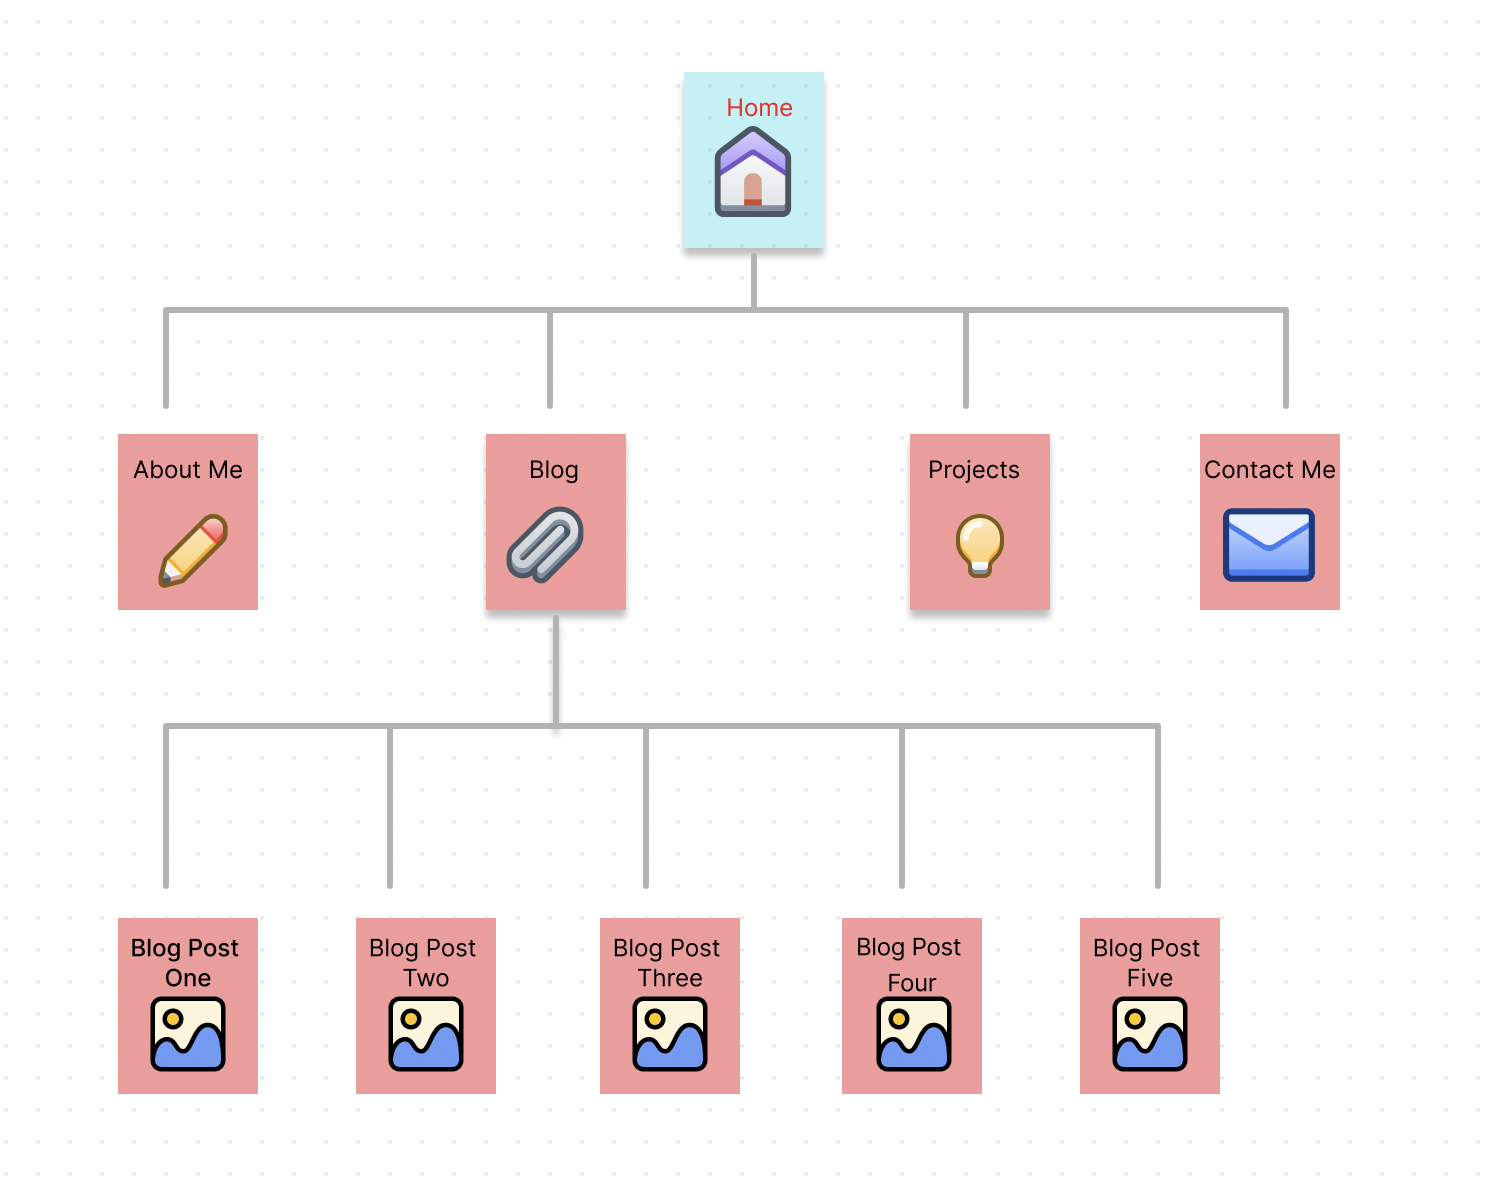 Home
About Me
Blog
Projects
Contact Me
Blog Post
One
Blog Post
Two
Blog Post
Three
Blog Post
Four
Blog Post
Five